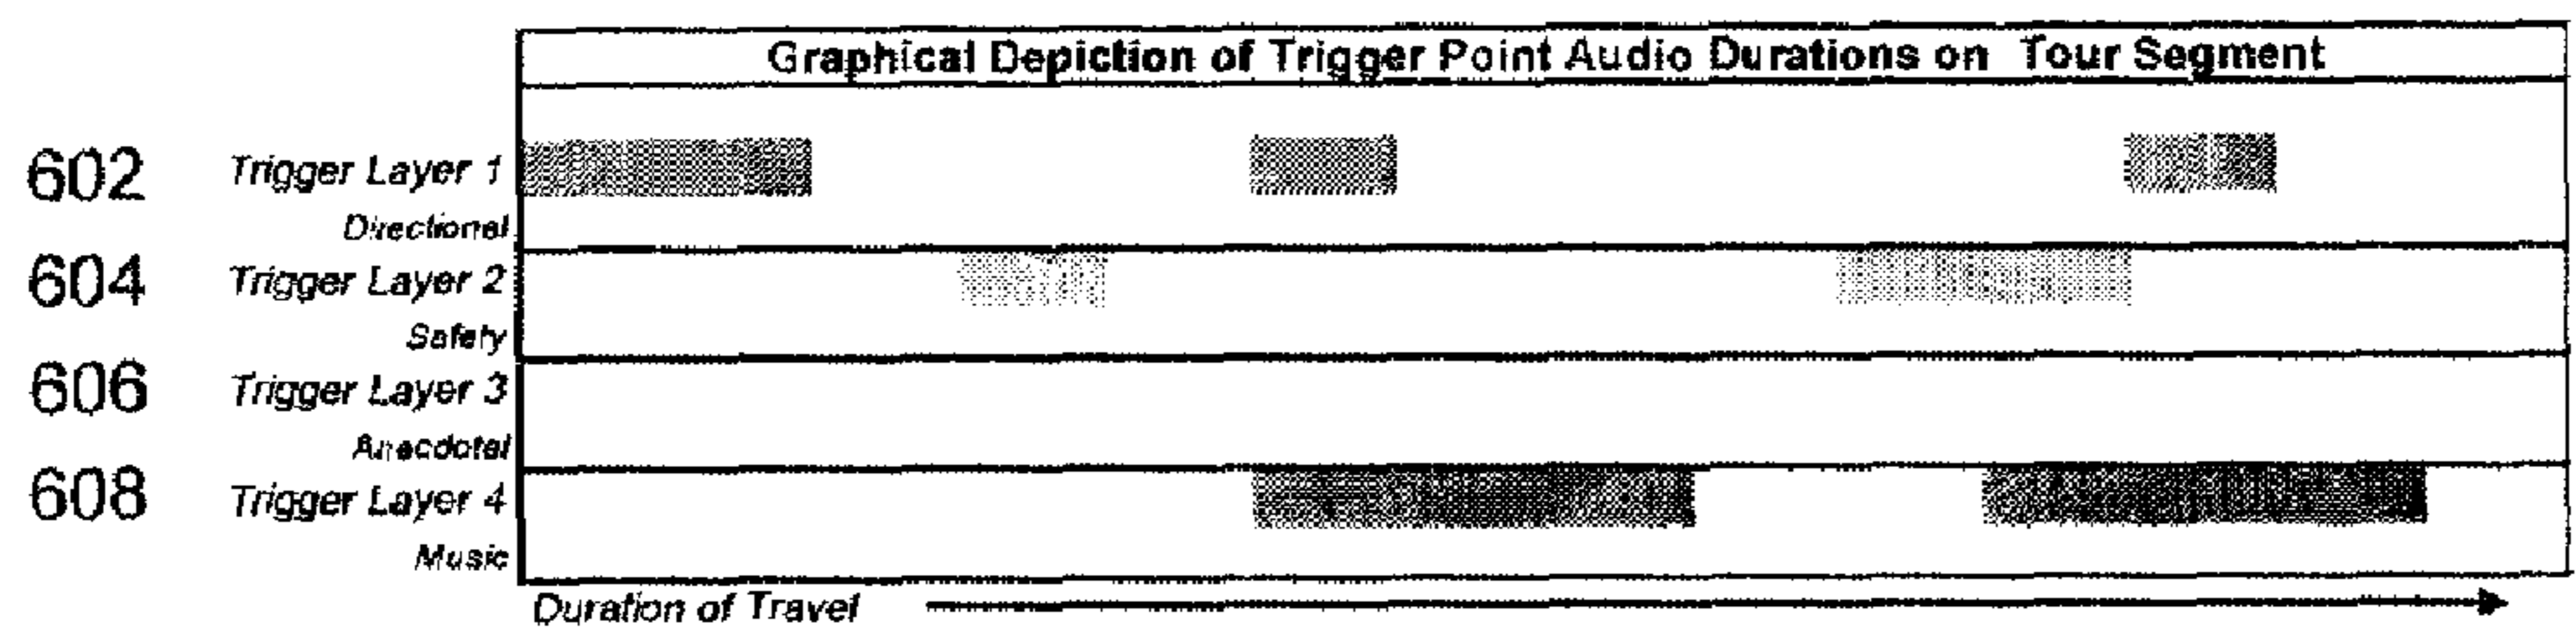 Graphical Depiction of Trigger Point Audio Durations on Tour Segment
602 Trigger Layer 1
Directional
604 Trigger Layer 2
Safety
606 Trigger Layer 3
Anecdotal
608 Trigger Layer 4
Music
Duration of Travel